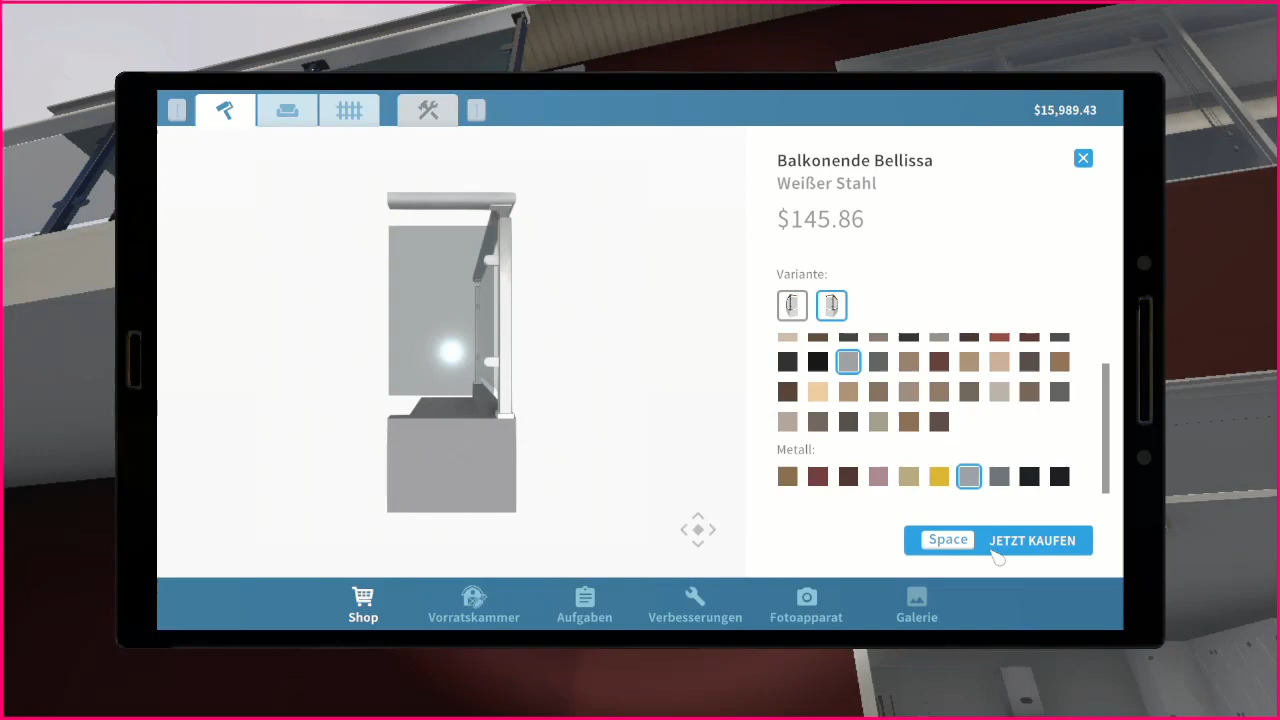 $15,989.43
Balkonende Bellissa
Weißer Stahl
$145.86
Variante:
Metall:
Space JETZT KAUFEN
Shop Vorratskammer Aufgaben Verbesserungen Fotoapparat Galerie